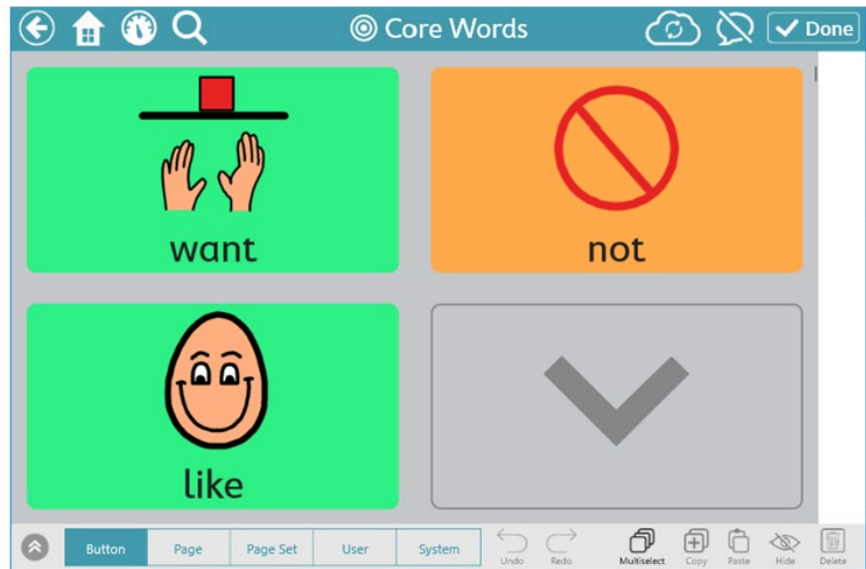 Core Words
Done
want
not
like
Button Page Page Set User System Undo Redo Multiselect Copy Paste Hide Delete